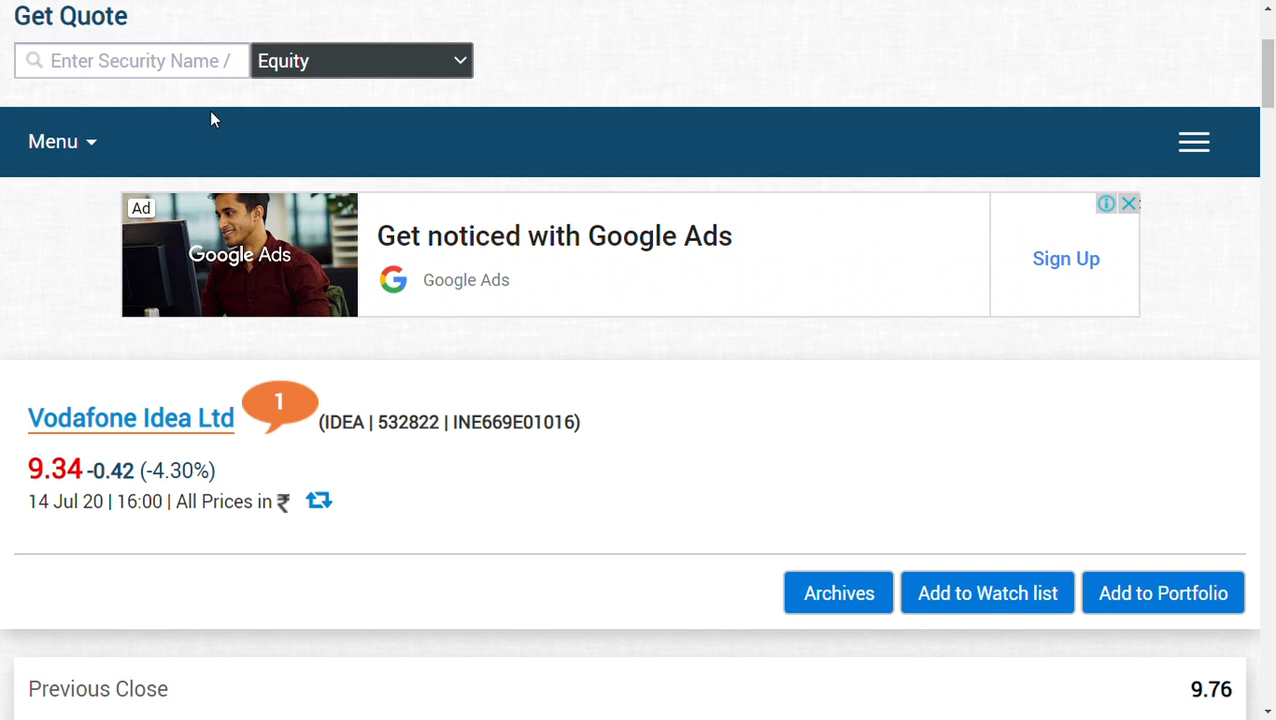 Get Quote
Enter Security Name /
Equity
Menu
Ad
Google Ads
Get noticed with Google Ads
Google Ads
Sign Up
Vodafone Idea Ltd
1
(IDEA | 532822 | INE669E01016)
9.34 -0.42 (-4.30%)
14 Jul 20 | 16:00 | All Prices in ₹
Archives
Add to Watch list
Add to Portfolio
Previous Close
9.76